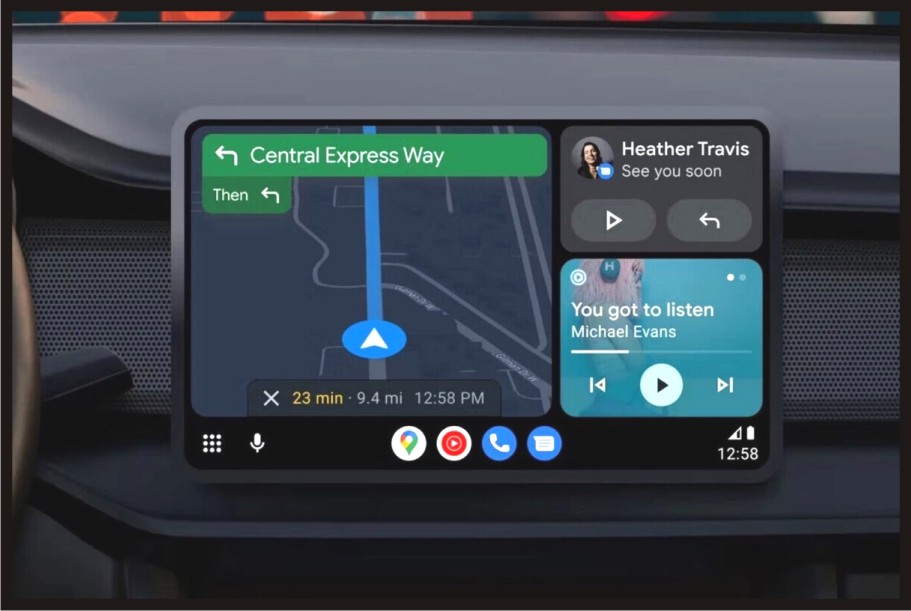 Central Express Way
Then
23 min · 9.4 mi 12:58 PM
Heather Travis
See you soon
You got to listen
Michael Evans
12:58